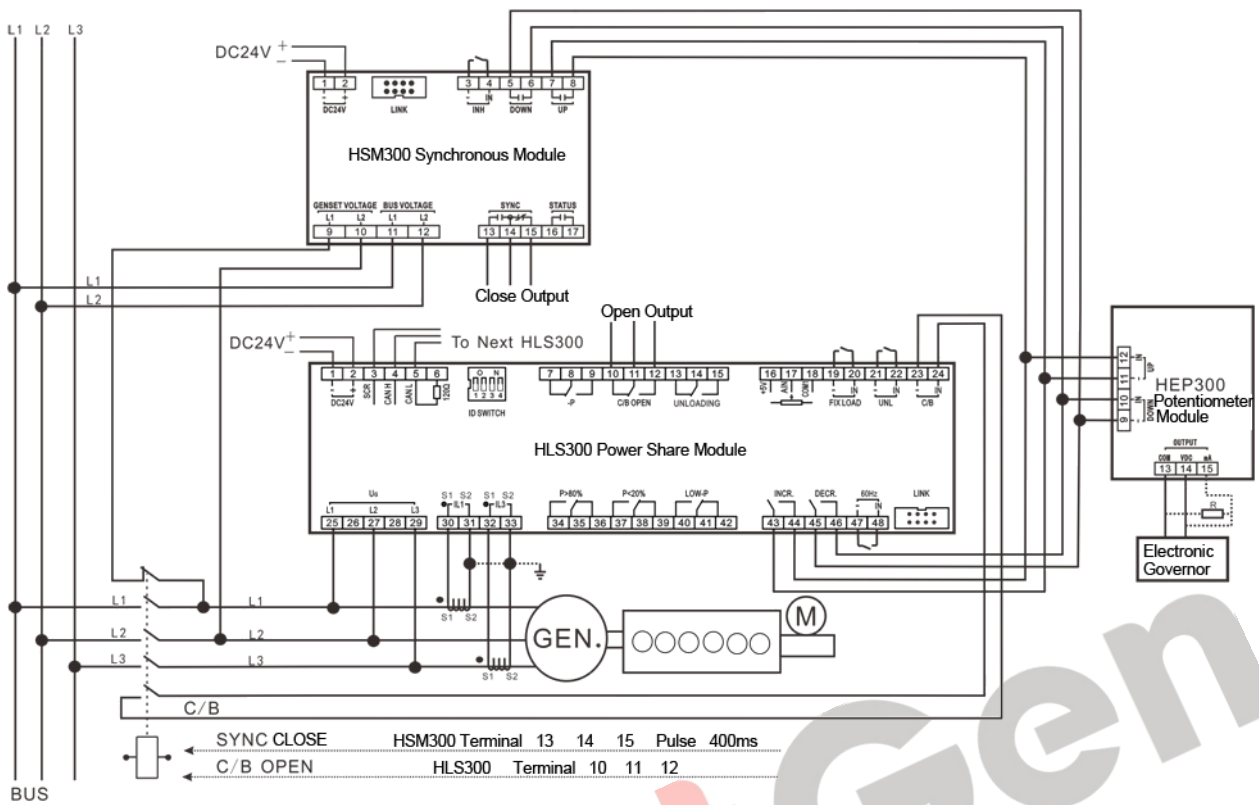 L1 L2 L3
DC24V + −
1 2 3 4 5 6 7 8
- + - IN
DC24V LINK INH DOWN UP
HSM300 Synchronous Module
GENSET VOLTAGE BUS VOLTAGE SYNC STATUS
L1 L2 L1 L2
9 10 11 12 13 14 15 16 17
L1
L2
Close Output
Open Output
DC24V + −
To Next HLS300
1 2 3 4 5 6 7 8 9 10 11 12 13 14 15 16 17 18 19 20 21 22 23 24
- + SCR CAN H CAN L 120Ω O N +5V AIN COM1 - IN - IN - IN
1 2 3 4
DC24V ID SWITCH -P C/B OPEN UNLOADING FIX LOAD UNL C/B
HLS300 Power Share Module
UG S1 S2 S1 S2 P>80% P<20% LOW-P INCR. DECR. 60Hz LINK
L1 L2 L3 IL1 IL3 - IN
25 26 27 28 29 30 31 32 33 34 35 36 37 38 39 40 41 42 43 44 45 46 47 48
12 IN UP
11 -
10 IN DOWN
9 -
HEP300
Potentiometer
Module
OUTPUT
COM VDC mA
13 14 15
R
Electronic
Governor
L1 L1 S1 S2
L2 L2 GEN. M
L3 L3 S1 S2
C/B
SYNC CLOSE HSM300 Terminal 13 14 15 Pulse 400ms
C/B OPEN HLS300 Terminal 10 11 12
BUS
Gen